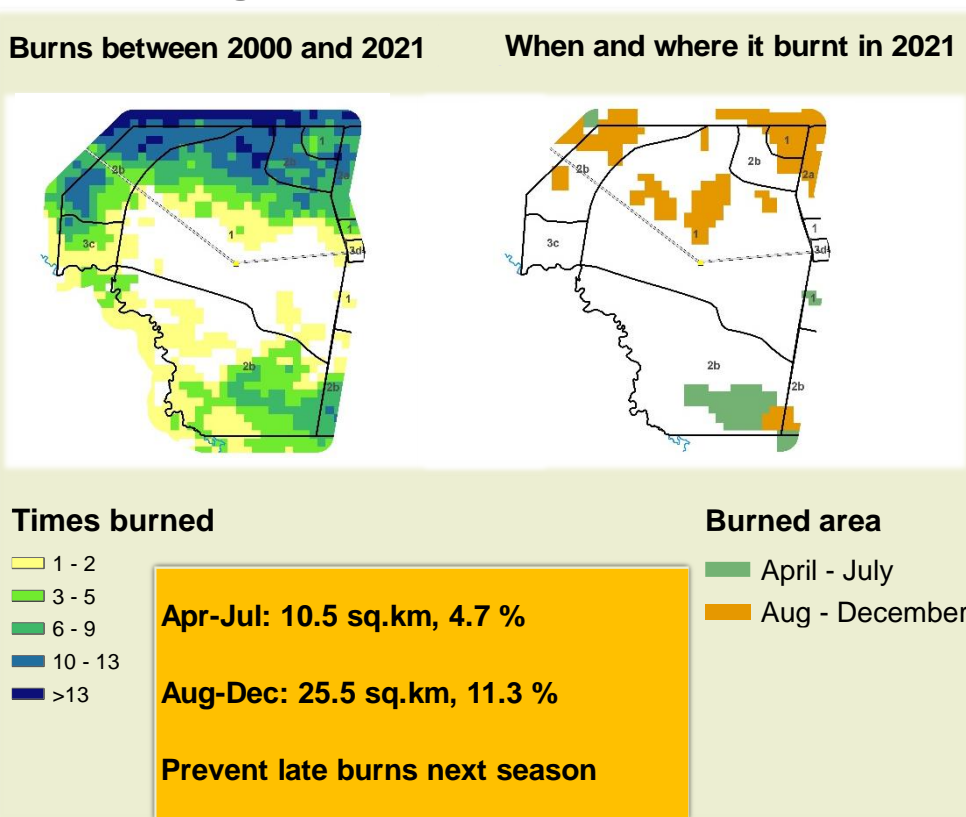 Burns between 2000 and 2021
When and where it burnt in 2021
1
2a
2b
2a
1
1
3c
3d
1
2b
2b
1
2b
2b
2a
1
3c
1
3d
1
2b
2b
Times burned
1 - 2
3 - 5
6 - 9
10 - 13
>13
Apr-Jul: 10.5 sq.km, 4.7 %
Aug-Dec: 25.5 sq.km, 11.3 %
Prevent late burns next season
Burned area
April - July
Aug - December